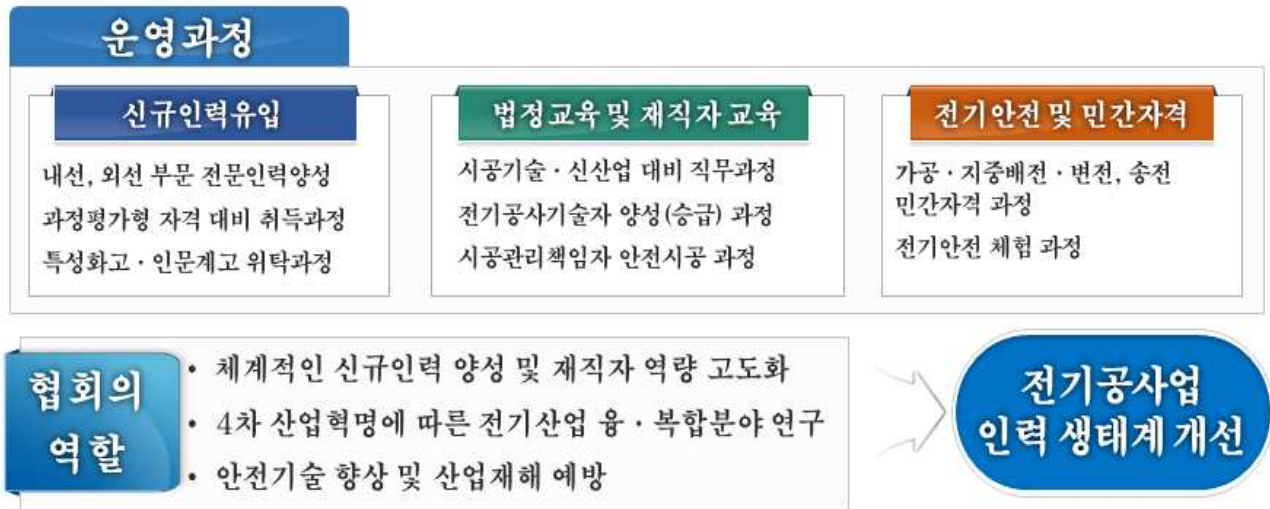 운영과정
신규인력유입
내선, 외선 부문 전문인력양성
과정평가형 자격 대비 취득과정
특성화고 · 인문계고 위탁과정
법정교육 및 재직자 교육
시공기술 · 신산업 대비 직무과정
전기공사기술자 양성(승급) 과정
시공관리책임자 안전시공 과정
전기안전 및 민간자격
가공 · 지중배전 · 변전, 송전
민간자격 과정
전기안전 체험 과정
협회의
역할
• 체계적인 신규인력 양성 및 재직자 역량 고도화
• 4차 산업혁명에 따른 전기산업 융 · 복합분야 연구
• 안전기술 향상 및 산업재해 예방
전기공사업
인력 생태계 개선